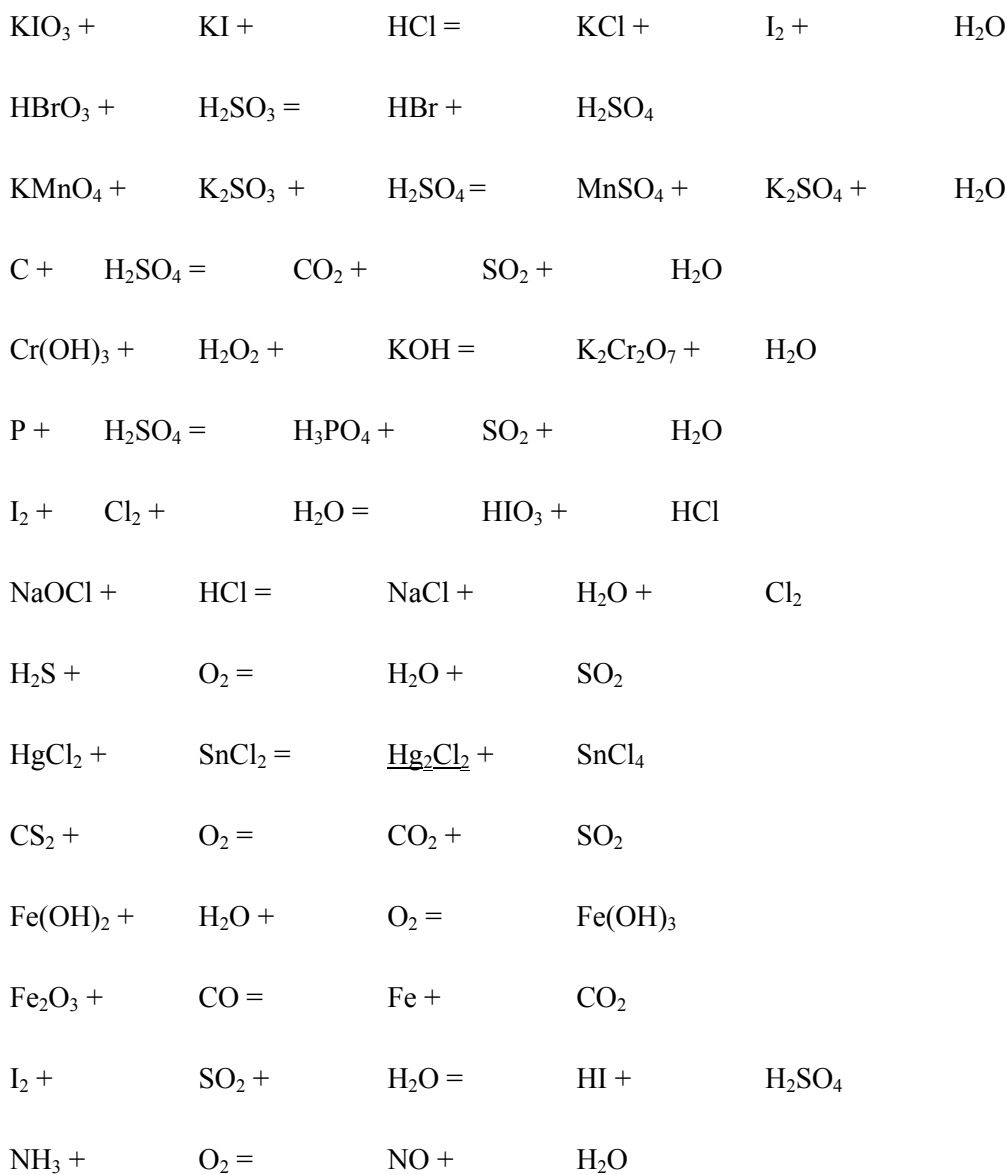 KIO₃ + KI + HCl = KCl + I₂ + H₂O
HBrO₃ + H₂SO₃ = HBr + H₂SO₄
KMnO₄ + K₂SO₃ + H₂SO₄ = MnSO₄ + K₂SO₄ + H₂O
C + H₂SO₄ = CO₂ + SO₂ + H₂O
Cr(OH)₃ + H₂O₂ + KOH = K₂Cr₂O₇ + H₂O
P + H₂SO₄ = H₃PO₄ + SO₂ + H₂O
I₂ + Cl₂ + H₂O = HIO₃ + HCl
NaOCl + HCl = NaCl + H₂O + Cl₂
H₂S + O₂ = H₂O + SO₂
HgCl₂ + SnCl₂ = Hg₂Cl₂ + SnCl₄
CS₂ + O₂ = CO₂ + SO₂
Fe(OH)₂ + H₂O + O₂ = Fe(OH)₃
Fe₂O₃ + CO = Fe + CO₂
I₂ + SO₂ + H₂O = HI + H₂SO₄
NH₃ + O₂ = NO + H₂O